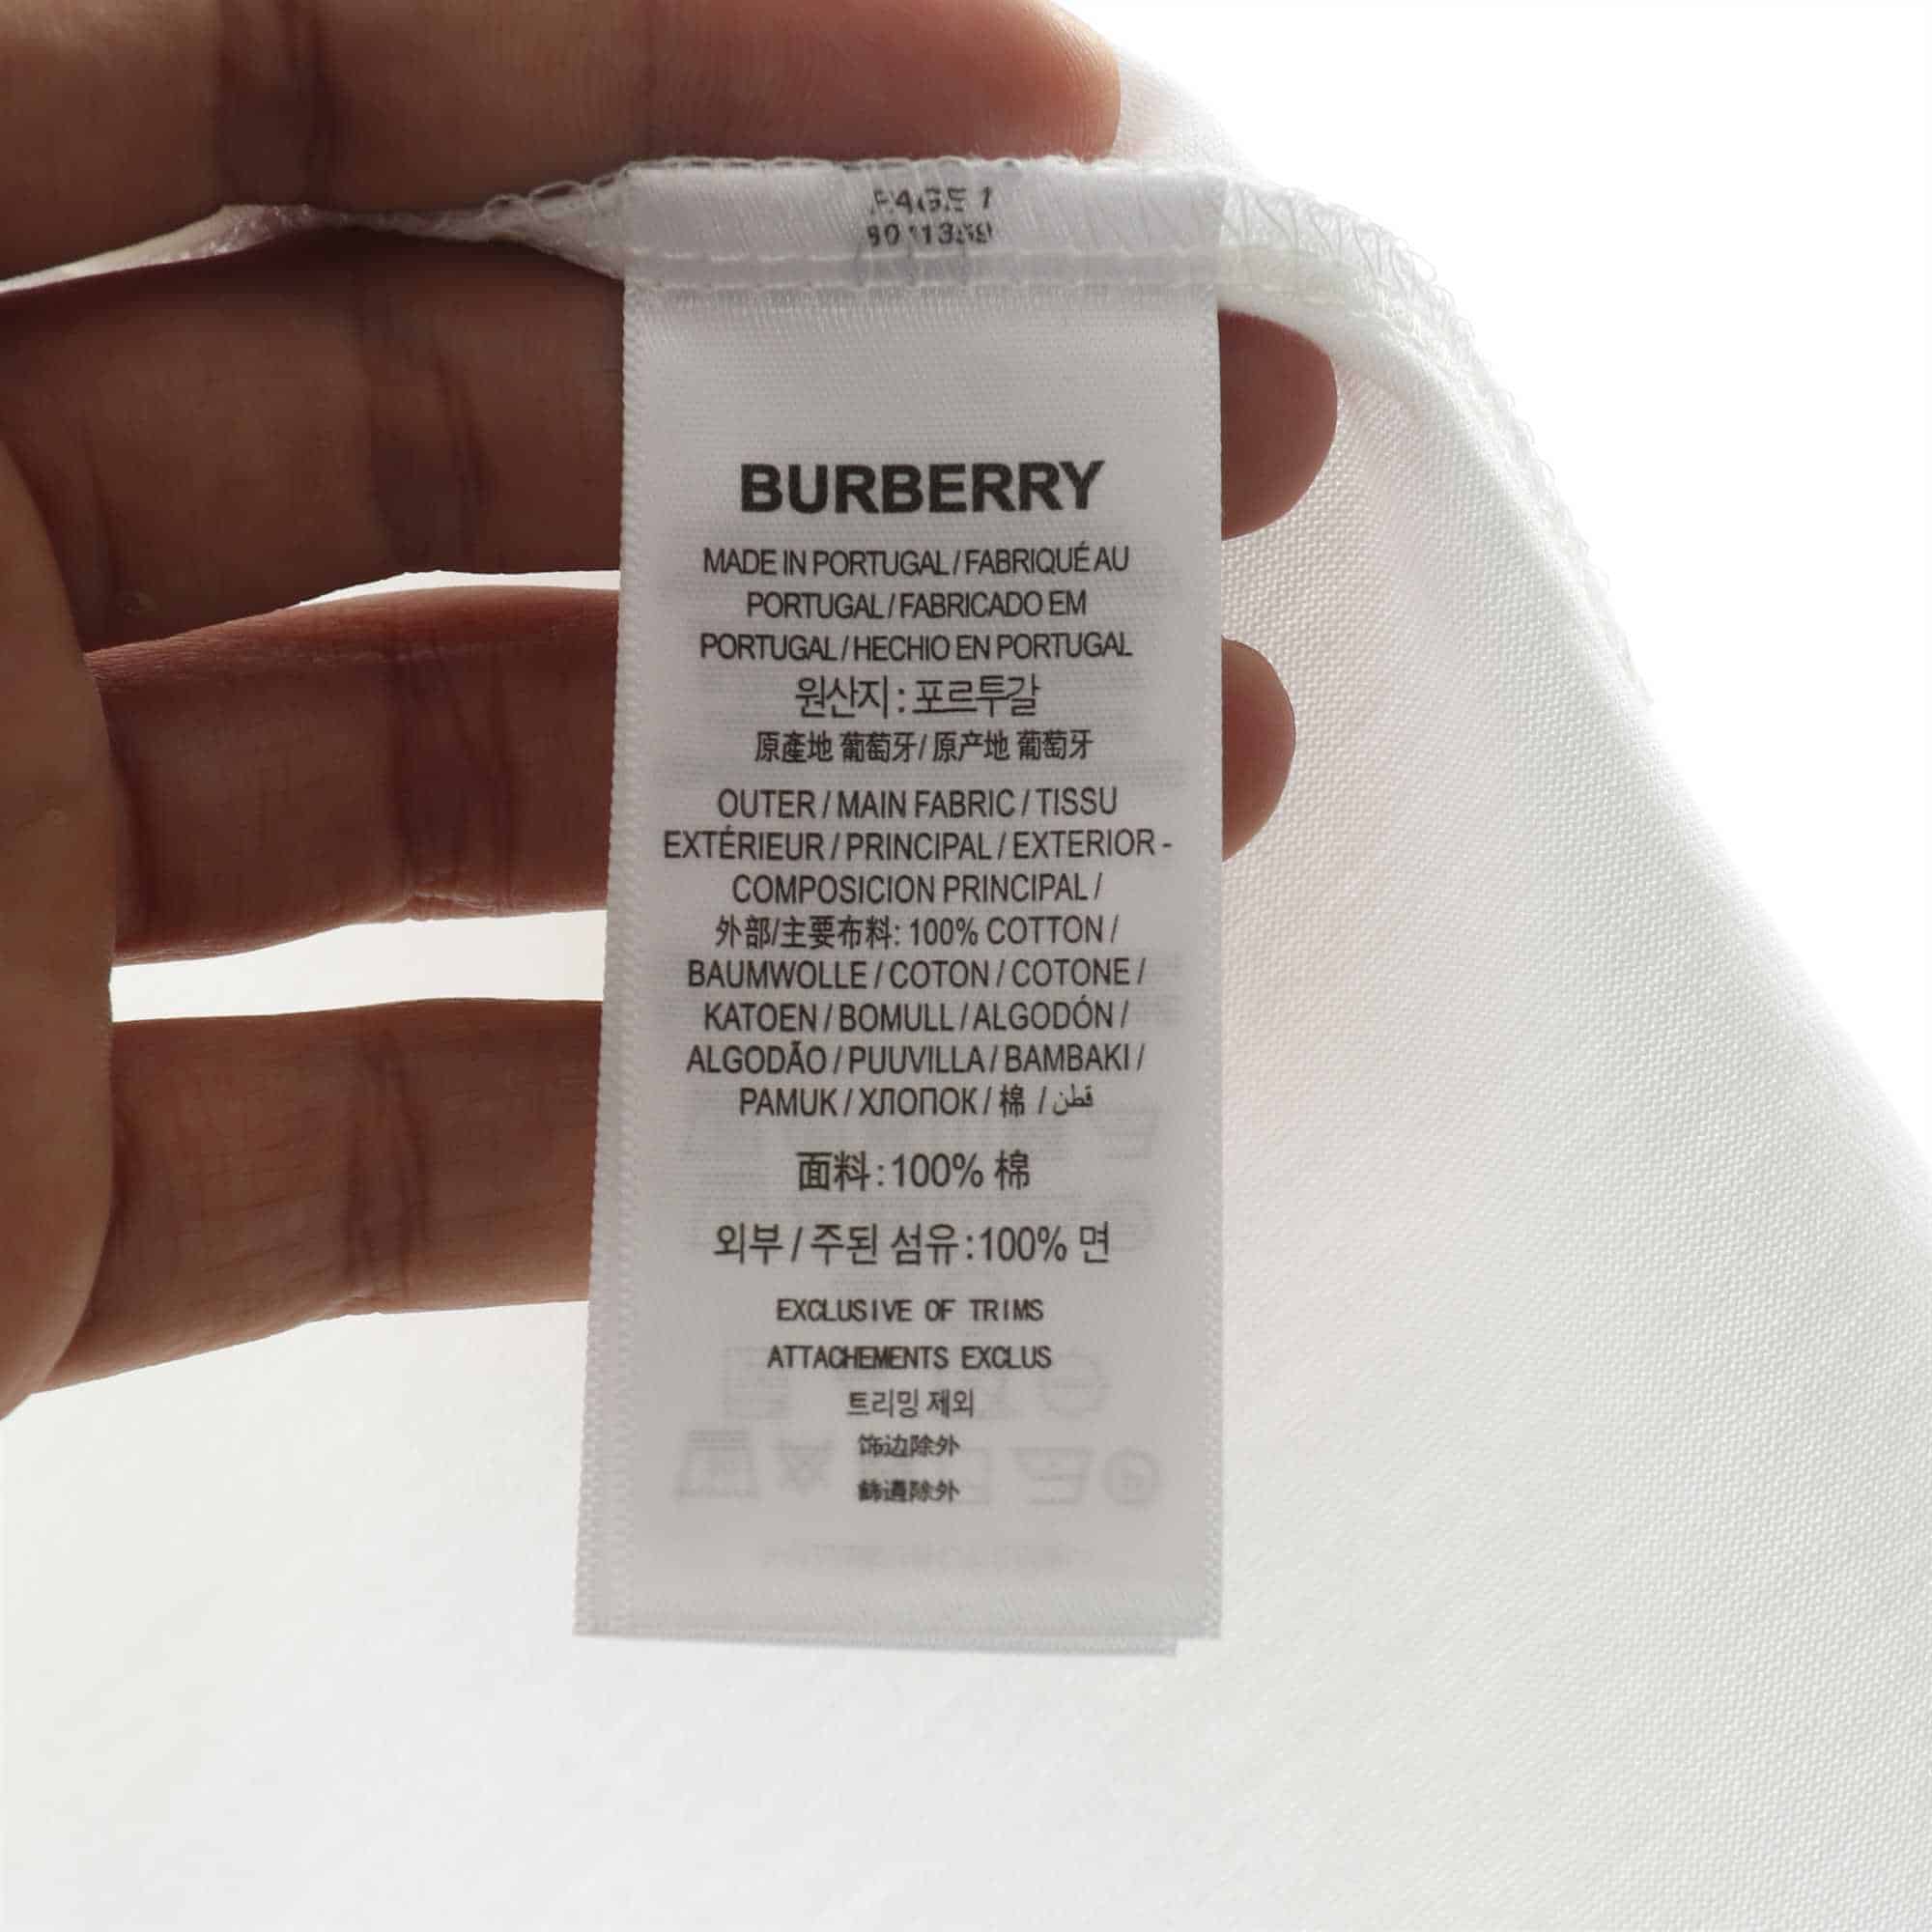 PAGE 1
BURBERRY
MADE IN PORTUGAL / FABRIQUÉ AU
PORTUGAL / FABRICADO EM
PORTUGAL / HECHIO EN PORTUGAL
원산지 : 포르투갈
原產地 葡萄牙/ 原产地 葡萄牙
OUTER / MAIN FABRIC / TISSU
EXTÉRIEUR / PRINCIPAL / EXTERIOR -
COMPOSICION PRINCIPAL /
外部/主要布料: 100% COTTON /
BAUMWOLLE / COTON / COTONE /
KATOEN / BOMULL / ALGODÓN /
ALGODÃO / PUUVILLA / BAMBAKI /
PAMUK / ХЛОПОК / 棉 / قطن
面料 : 100% 棉
외부 / 주된 섬유 : 100% 면
EXCLUSIVE OF TRIMS
ATTACHEMENTS EXCLUS
트리밍 제외
饰边除外
飾邊除外